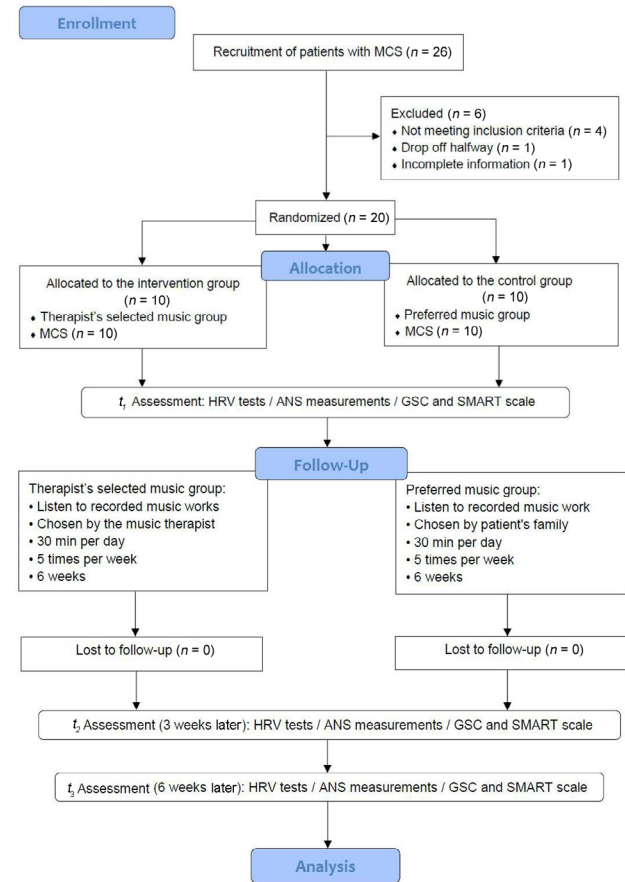 Enrollment
Recruitment of patients with MCS (n = 26)
Excluded (n = 6)
♦ Not meeting inclusion criteria (n = 4)
♦ Drop off halfway (n = 1)
♦ Incomplete information (n = 1)
Randomized (n = 20)
Allocation
Allocated to the intervention group
(n = 10)
♦ Therapist's selected music group
♦ MCS (n = 10)
Allocated to the control group
(n = 10)
♦ Preferred music group
♦ MCS (n = 10)
t1 Assessment: HRV tests / ANS measurements / GSC and SMART scale
Follow-Up
Therapist's selected music group:
• Listen to recorded music works
• Chosen by the music therapist
• 30 min per day
• 5 times per week
• 6 weeks
Preferred music group:
• Listen to recorded music work
• Chosen by patient's family
• 30 min per day
• 5 times per week
• 6 weeks
Lost to follow-up (n = 0)
Lost to follow-up (n = 0)
t2 Assessment (3 weeks later): HRV tests / ANS measurements / GSC and SMART scale
t3 Assessment (6 weeks later): HRV tests / ANS measurements / GSC and SMART scale
Analysis